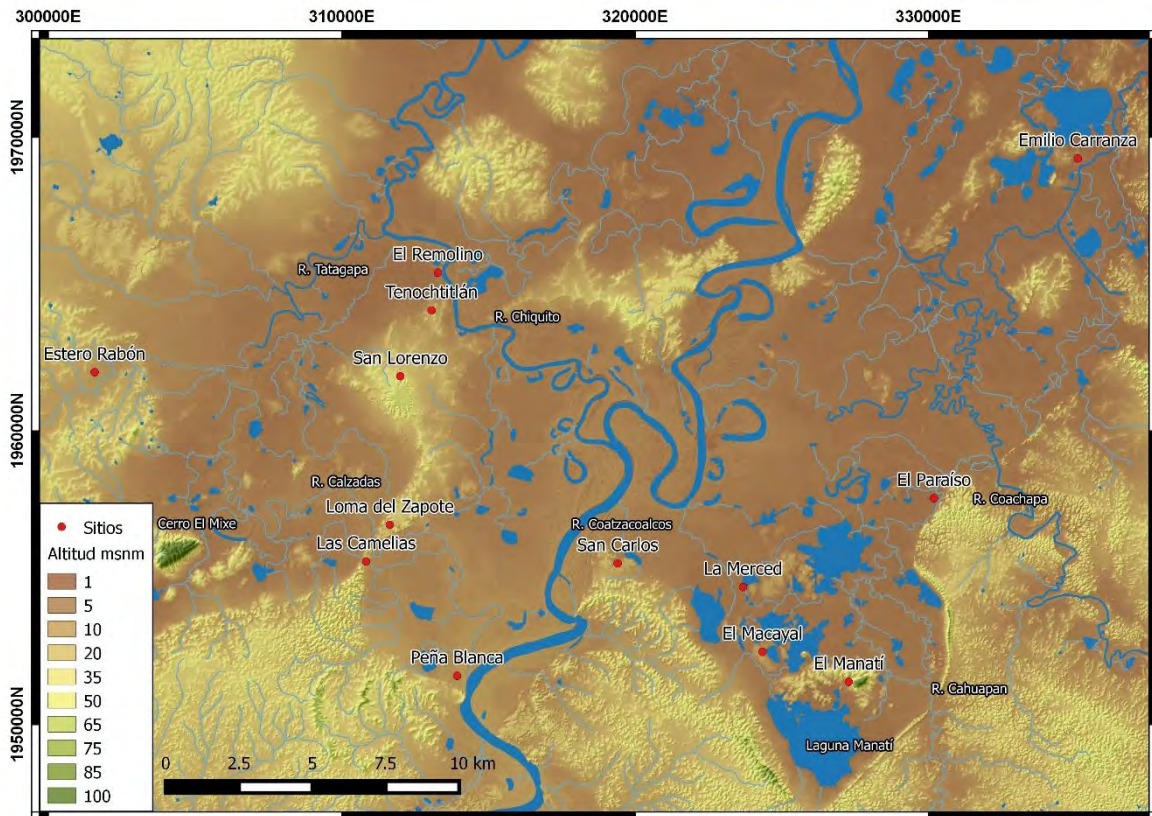 300000E
310000E
320000E
330000E
1970000N
1960000N
1950000N
Emilio Carranza
El Remolino
R. Tatagapa
Tenochtitlán
R. Chiquito
Estero Rabón
San Lorenzo
El Paraíso
R. Calzadas
R. Coachapa
Loma del Zapote
Cerro El Mixe
R. Coatzacoalcos
Las Camelias
San Carlos
La Merced
El Macayal
Peña Blanca
El Manatí
R. Cahuapan
Laguna Manatí
Sitios
Altitud msnm
1
5
10
20
35
50
65
75
85
100
0 2.5 5 7.5 10 km